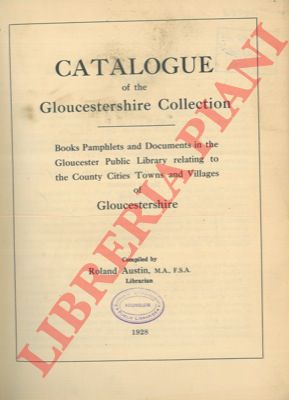 CATALOGUE
of the
Gloucestershire Collection
Books Pamphlets and Documents in the
Gloucester Public Library relating to
the County Cities Towns and Villages
of
Gloucestershire
Compiled by
Roland Austin, M.A., F.S.A.
Librarian
1928
LIBRERIA PIANI